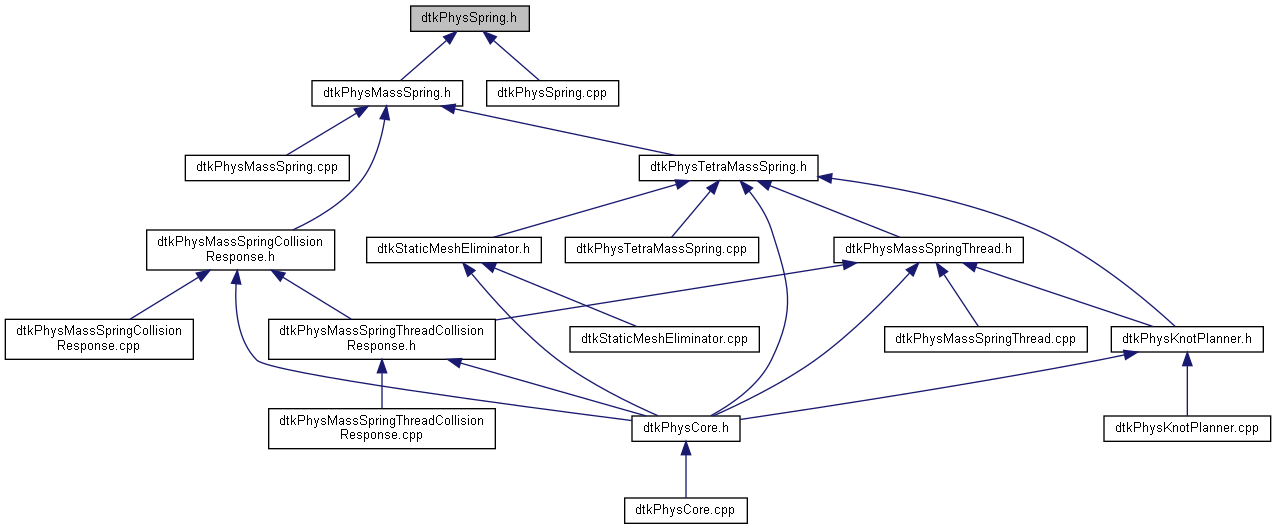 dtkPhysSpring.h
dtkPhysMassSpring.h
dtkPhysSpring.cpp
dtkPhysMassSpring.cpp
dtkPhysTetraMassSpring.h
dtkPhysMassSpringCollision
Response.h
dtkStaticMeshEliminator.h
dtkPhysTetraMassSpring.cpp
dtkPhysMassSpringThread.h
dtkPhysMassSpringCollision
Response.cpp
dtkPhysMassSpringThreadCollision
Response.h
dtkStaticMeshEliminator.cpp
dtkPhysMassSpringThread.cpp
dtkPhysKnotPlanner.h
dtkPhysMassSpringThreadCollision
Response.cpp
dtkPhysCore.h
dtkPhysKnotPlanner.cpp
dtkPhysCore.cpp